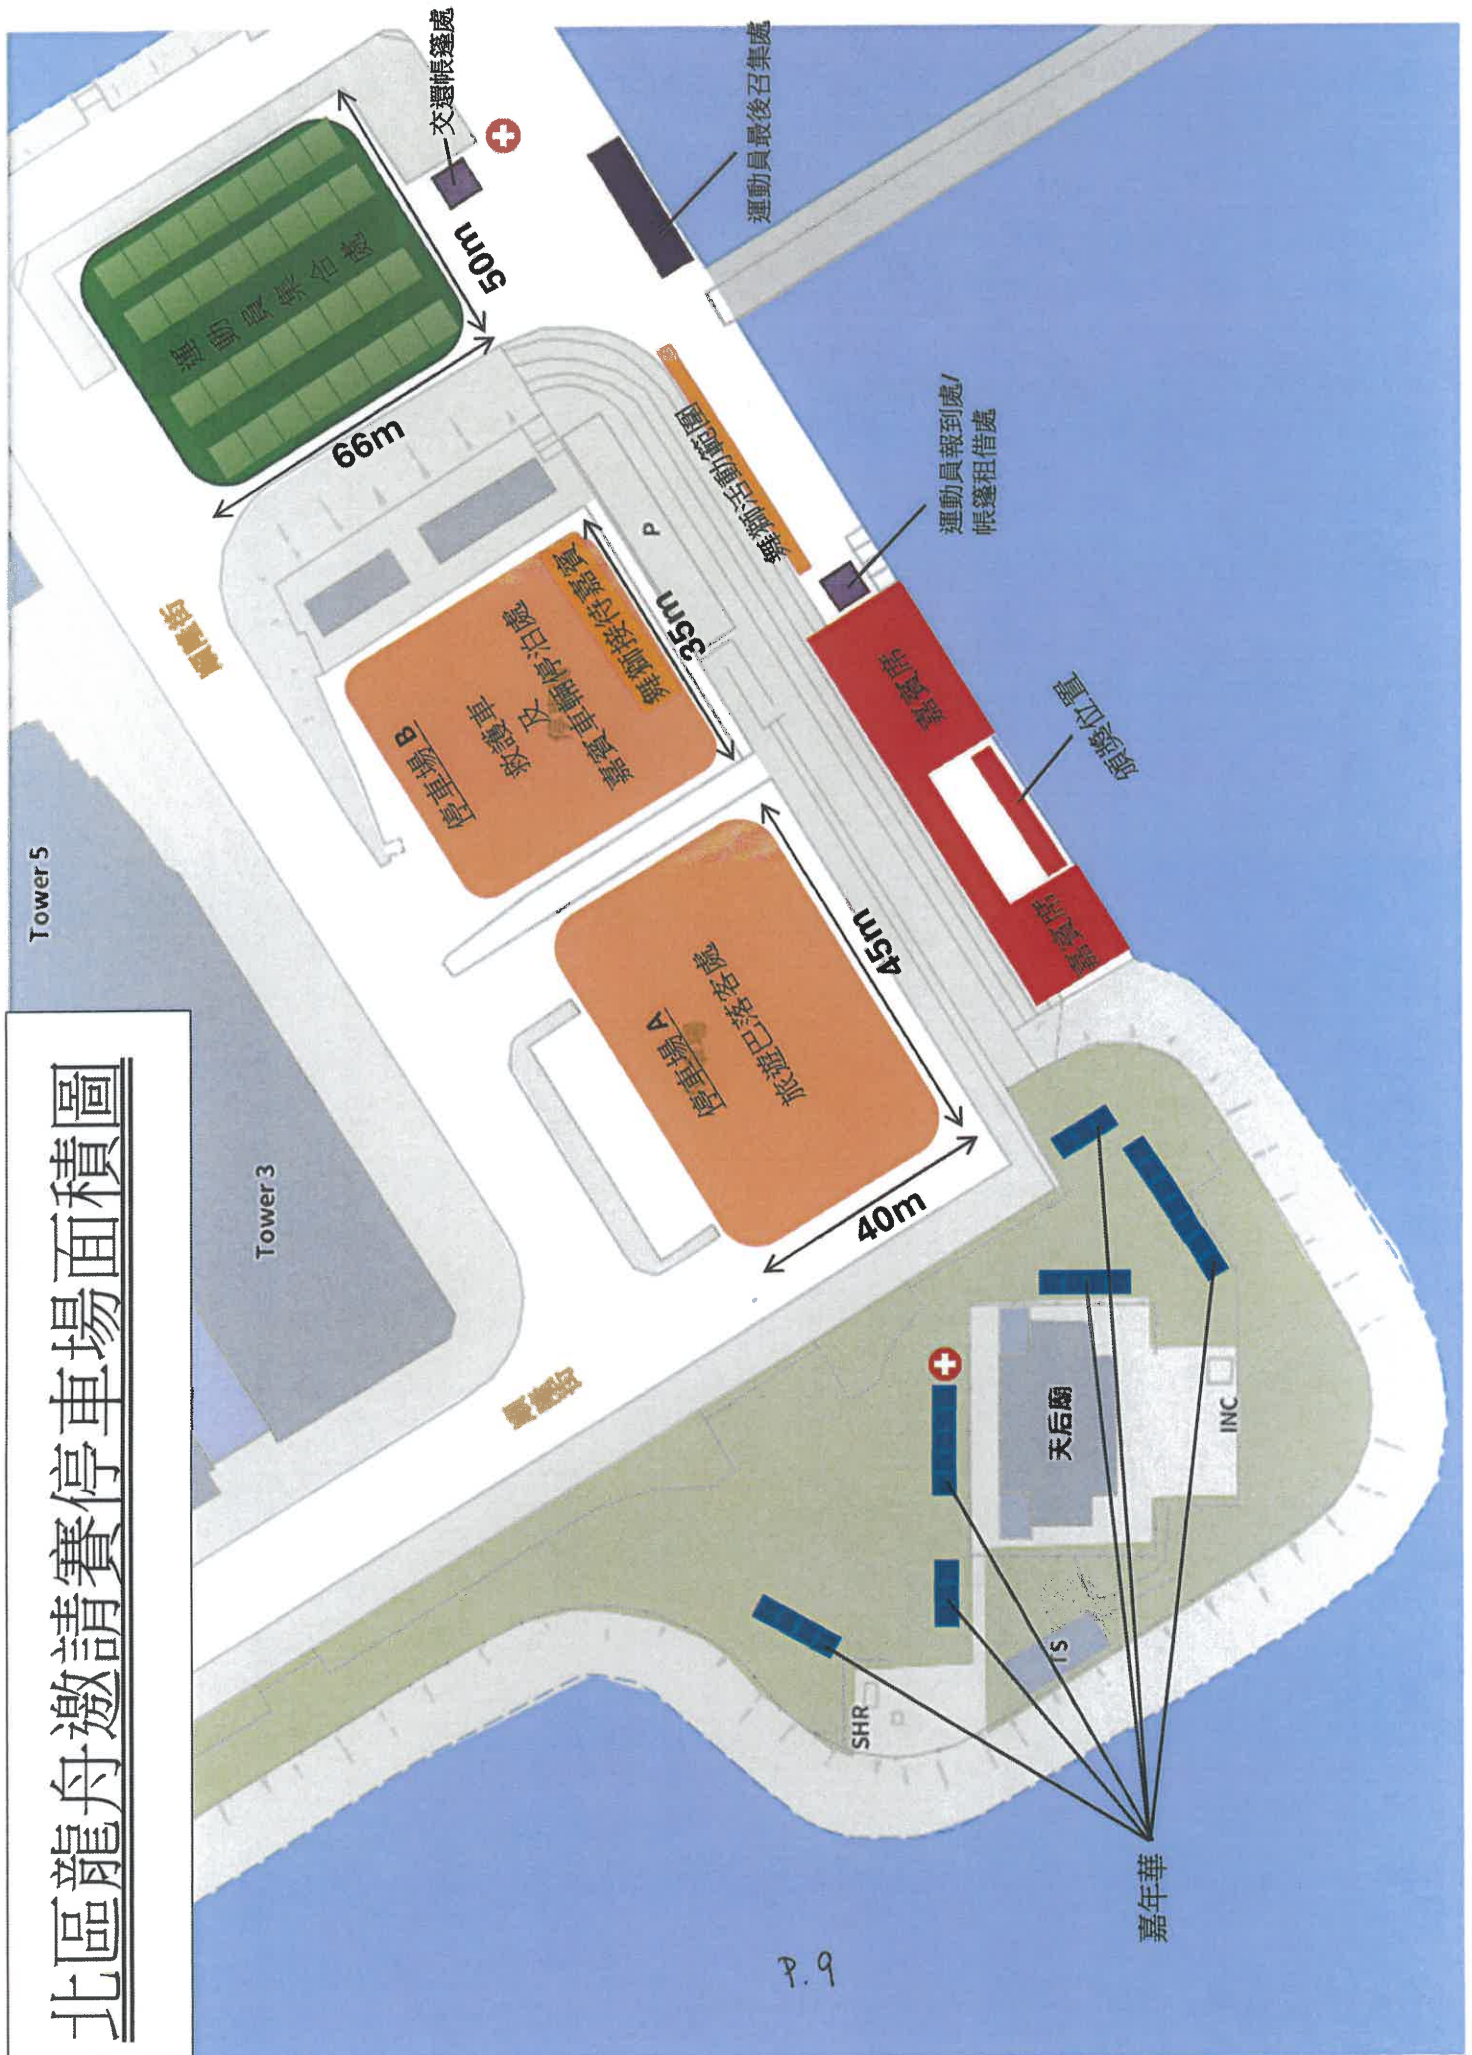 北區龍舟邀請賽停車場面積圖
Tower 5
Tower 3
交還帳篷處
運動員最後召集處
50m
運動員集合處
66m
舞獅活動範圍
運動員報到處/
帳篷租借處
P
35m
停車場 B
救護車
及
嘉賓車輛停泊處
舞獅接待嘉賓
嘉賓席
頒獎位置
嘉賓席
45m
停車場 A
旅遊巴落客處
40m
天后廟
INC
TS
SHR
嘉年華
P.9